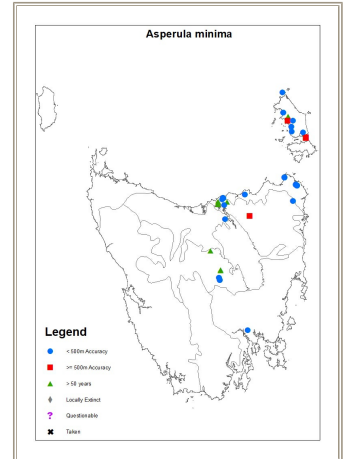 Asperula minima
Legend
< 500m Accuracy
>= 500m Accuracy
> 50 years
Locally Extinct
? Questionable
Taken